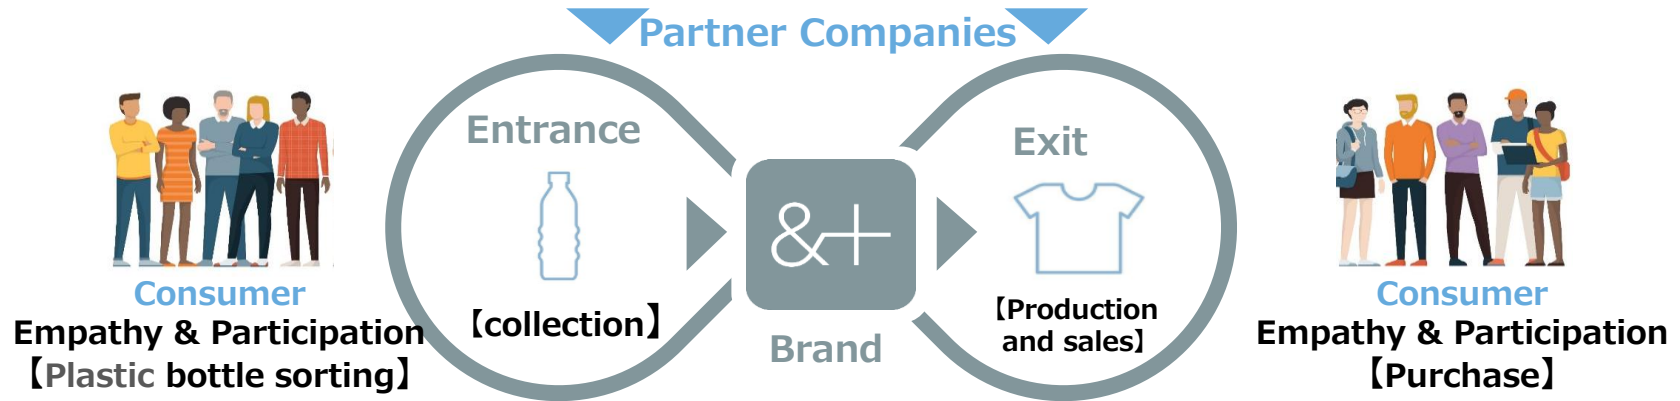 Partner Companies
Entrance
【collection】
&+
Brand
Exit
【Production
and sales】
Consumer
Empathy & Participation
【Plastic bottle sorting】
Consumer
Empathy & Participation
【Purchase】